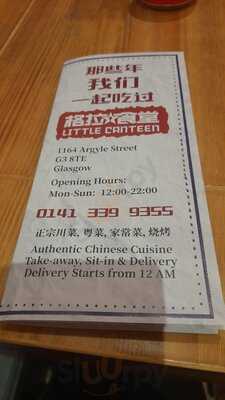 那些年
我们
一起吃过
格拉食堂
LITTLE CANTEEN
1164 Argyle Street
G3 8TE
Glasgow
Opening Hours:
Mon-Sun: 12:00-22:00
0141 339 9355
正宗川菜, 粤菜, 家常菜, 烧烤
Authentic Chinese Cuisine
Take-away, Sit-in & Delivery
Delivery Starts from 12 AM